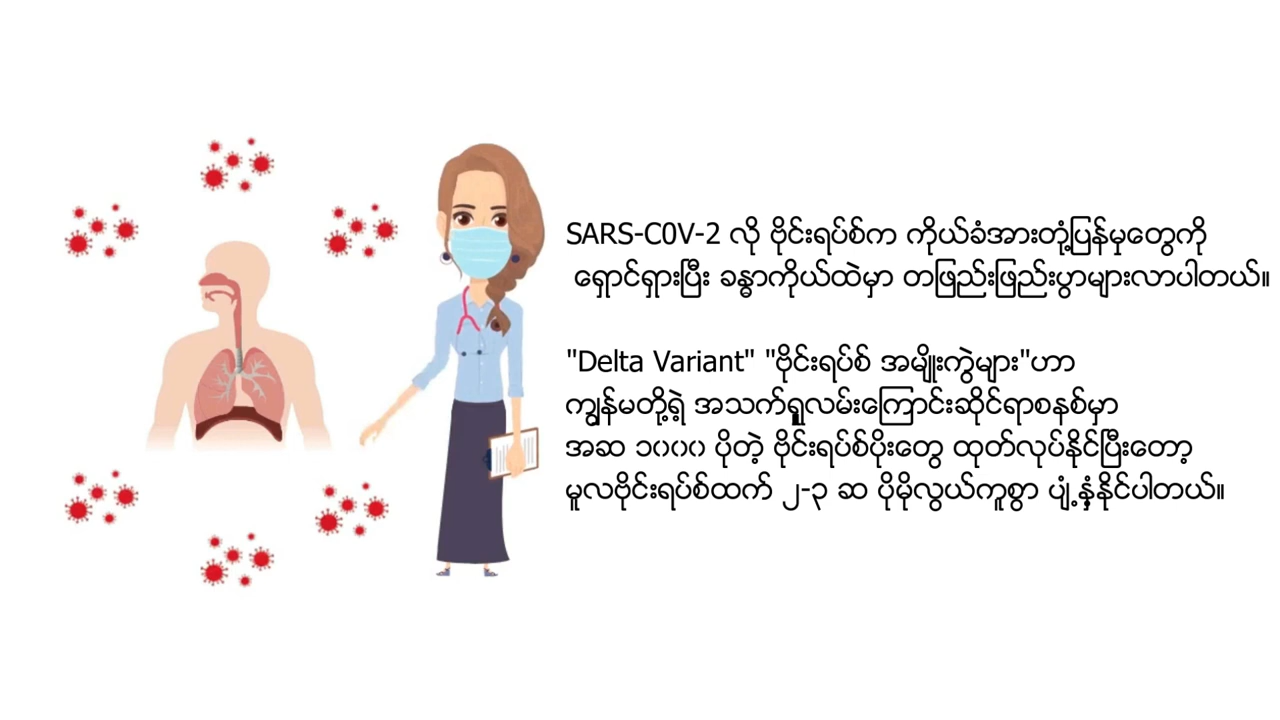 SARS-C0V-2 လို ဗိုင်းရပ်စ်က ကိုယ်ခံအားတုံ့ပြန်မှုတွေကို
ရှောင်ရှားပြီး ခန္ဓာကိုယ်ထဲမှာ တဖြည်းဖြည်းပွာများလာပါတယ်။
"Delta Variant" "ဗိုင်းရပ်စ် အမျိုးကွဲများ"ဟာ
ကျွန်မတို့ရဲ့ အသက်ရှူလမ်းကြောင်းဆိုင်ရာစနစ်မှာ
အဆ ၁၀၀၀ ပိုတဲ့ ဗိုင်းရပ်စ်ပိုးတွေ ထုတ်လုပ်နိုင်ပြီးတော့
မူလဗိုင်းရပ်စ်ထက် ၂-၃ ဆ ပိုမိုလွယ်ကူစွာ ပျံ့နှံ့နိုင်ပါတယ်။